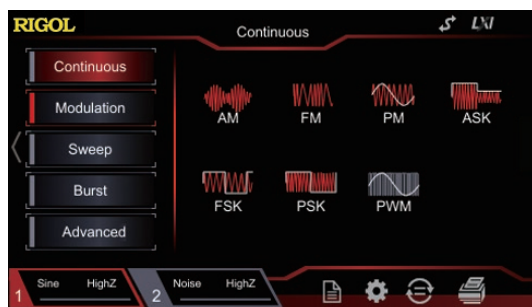 RIGOL
Continuous
LXI
Continuous
Modulation
Sweep
Burst
Advanced
AM
FM
PM
ASK
FSK
PSK
PWM
1 Sine HighZ
2 Noise HighZ